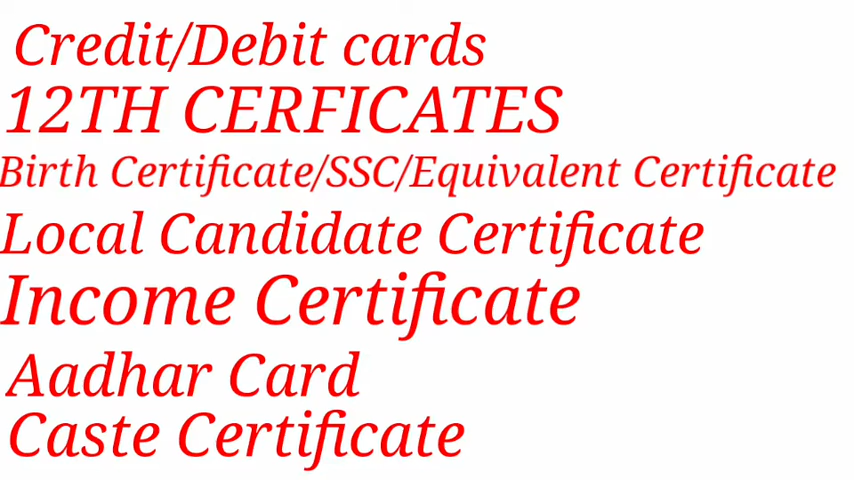 Credit/Debit cards
12TH CERFICATES
Birth Certificate/SSC/Equivalent Certificate
Local Candidate Certificate
Income Certificate
Aadhar Card
Caste Certificate